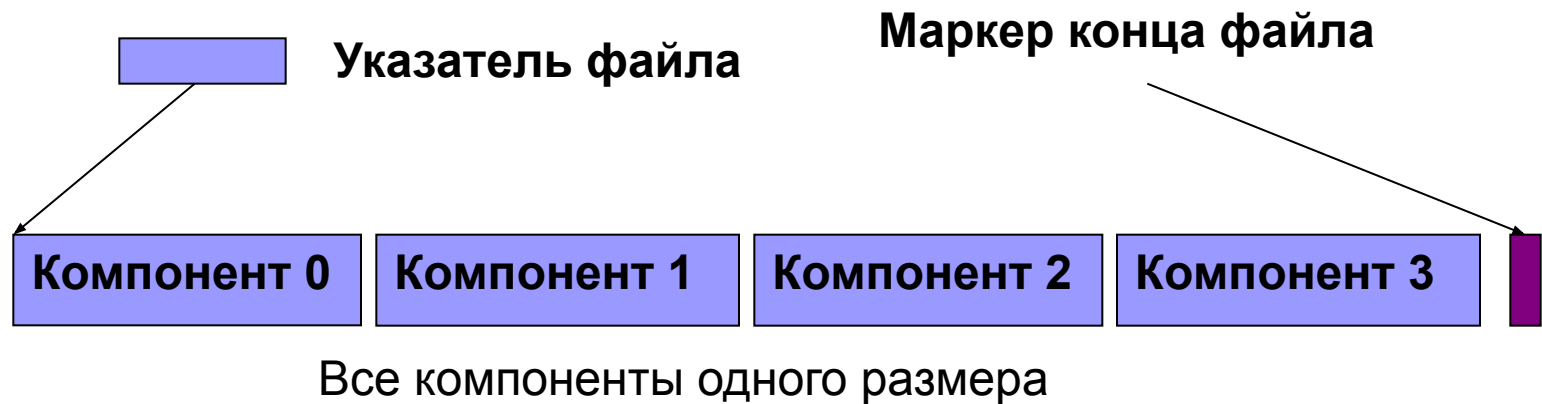 Указатель файла
Маркер конца файла
Компонент 0
Компонент 1
Компонент 2
Компонент 3
Все компоненты одного размера